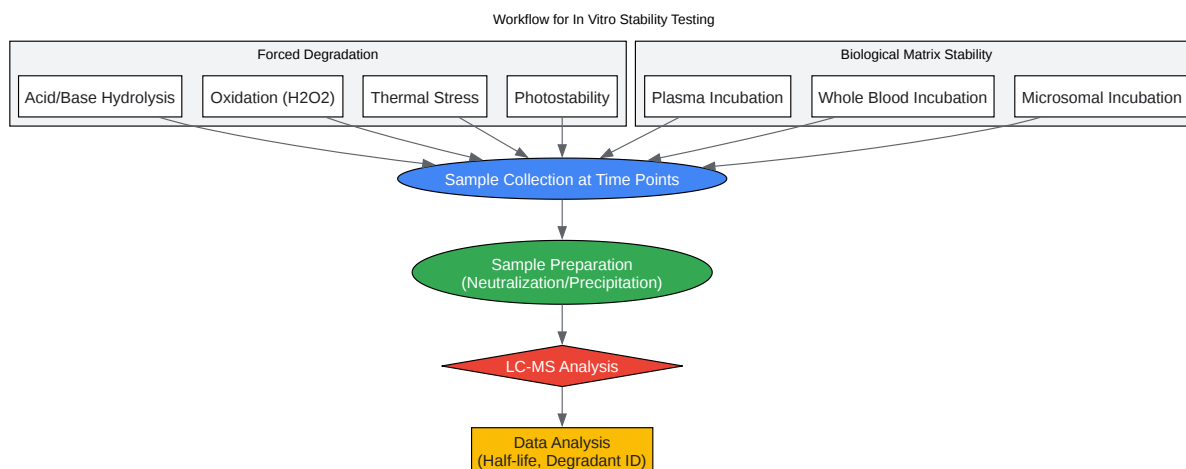 Workflow for In Vitro Stability Testing
Forced Degradation
Biological Matrix Stability
Acid/Base Hydrolysis
Oxidation (H2O2)
Thermal Stress
Photostability
Plasma Incubation
Whole Blood Incubation
Microsomal Incubation
Sample Collection at Time Points
Sample Preparation
(Neutralization/Precipitation)
LC-MS Analysis
Data Analysis
(Half-life, Degradant ID)